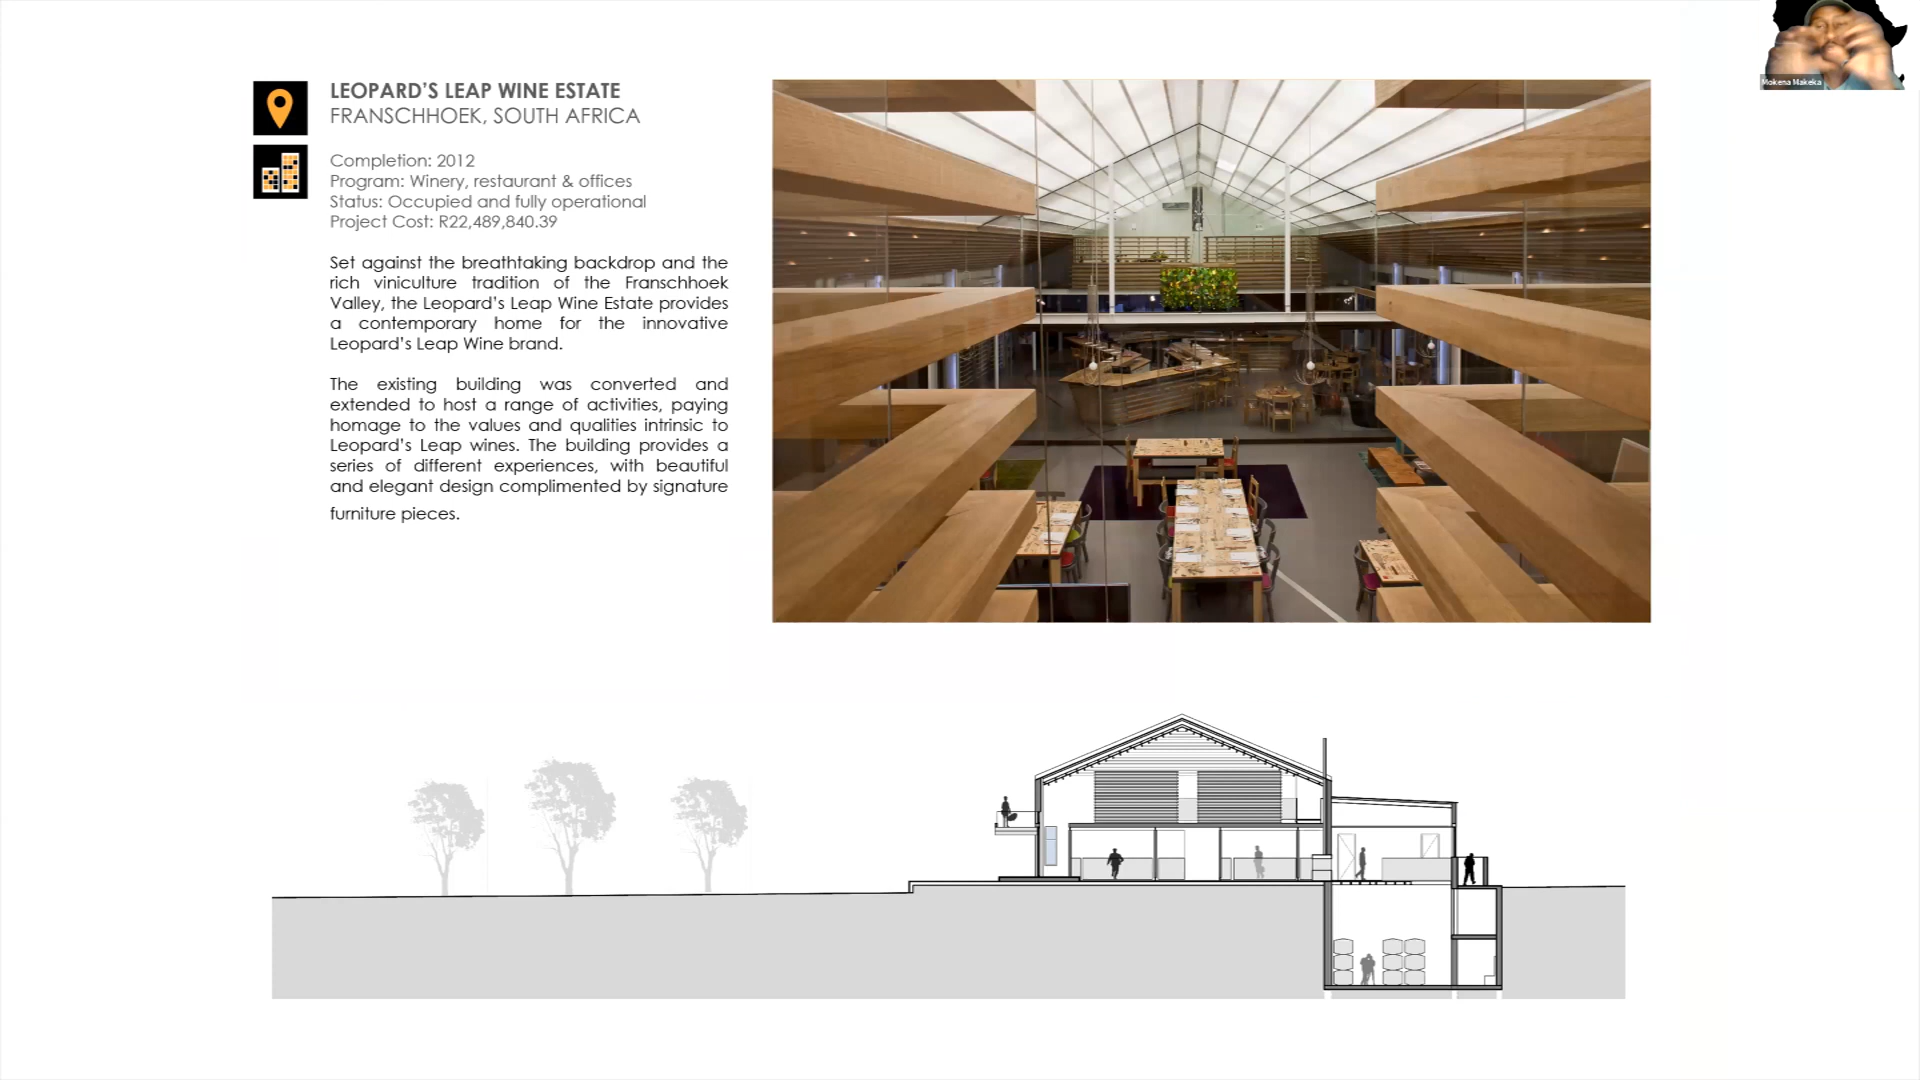 LEOPARD'S LEAP WINE ESTATE
FRANSCHHOEK, SOUTH AFRICA
Completion: 2012
Program: Winery, restaurant & offices
Status: Occupied and fully operational
Project Cost: R22,489,840.39
Set against the breathtaking backdrop and the
rich viniculture tradition of the Franschhoek
Valley, the Leopard's Leap Wine Estate provides
a contemporary home for the innovative
Leopard's Leap Wine brand.
The existing building was converted and
extended to host a range of activities, paying
homage to the values and qualities intrinsic to
Leopard's Leap wines. The building provides a
series of different experiences, with beautiful
and elegant design complimented by signature
furniture pieces.
Mokena Makeka